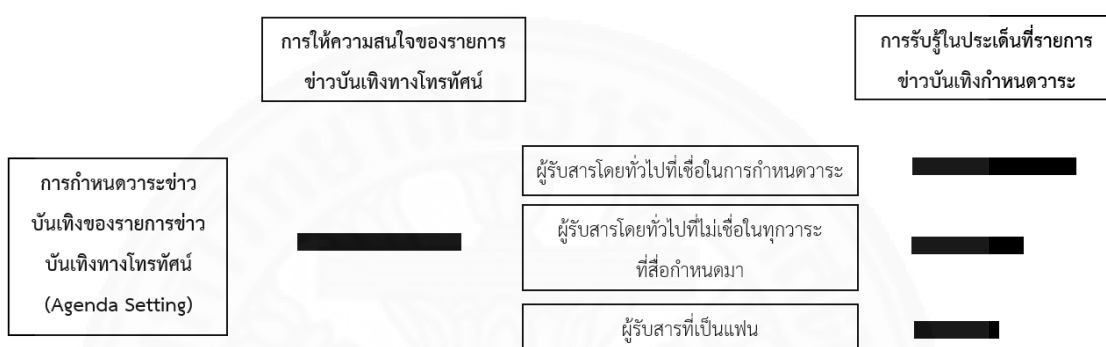 การให้ความสนใจของรายการ
ข่าวบันเทิงทางโทรทัศน์
การรับรู้ในประเด็นที่รายการ
ข่าวบันเทิงกำหนดวาระ
การกำหนดวาระข่าว
บันเทิงของรายการข่าว
บันเทิงทางโทรทัศน์
(Agenda Setting)
ผู้รับสารโดยทั่วไปที่เชื่อในการกำหนดวาระ
ผู้รับสารโดยทั่วไปที่ไม่เชื่อในทุกวาระ
ที่สื่อกำหนดมา
ผู้รับสารที่เป็นแฟน